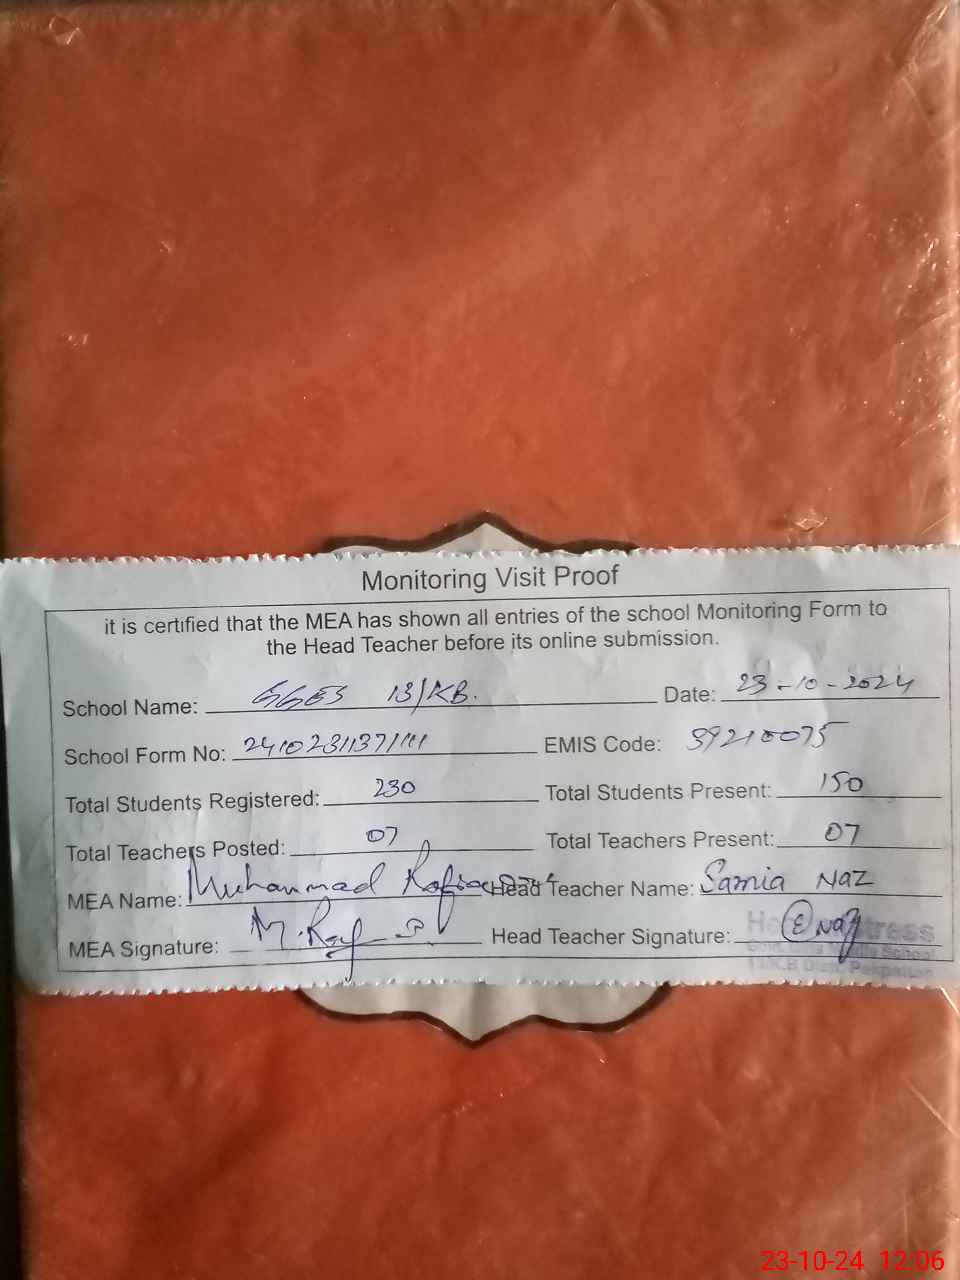 Monitoring Visit Proof
it is certified that the MEA has shown all entries of the school Monitoring Form to
the Head Teacher before its online submission.
School Name: GGES 13/KB. Date: 23-10-2024
School Form No: EMIS Code: 39210075
Total Students Registered: 230 Total Students Present: 150
Total Teachers Posted: 07 Total Teachers Present: 07
MEA Name: Muhammad Head Teacher Name: Samia Naz
MEA Signature: Head Teacher Signature: Naz
23-10-24 12:06